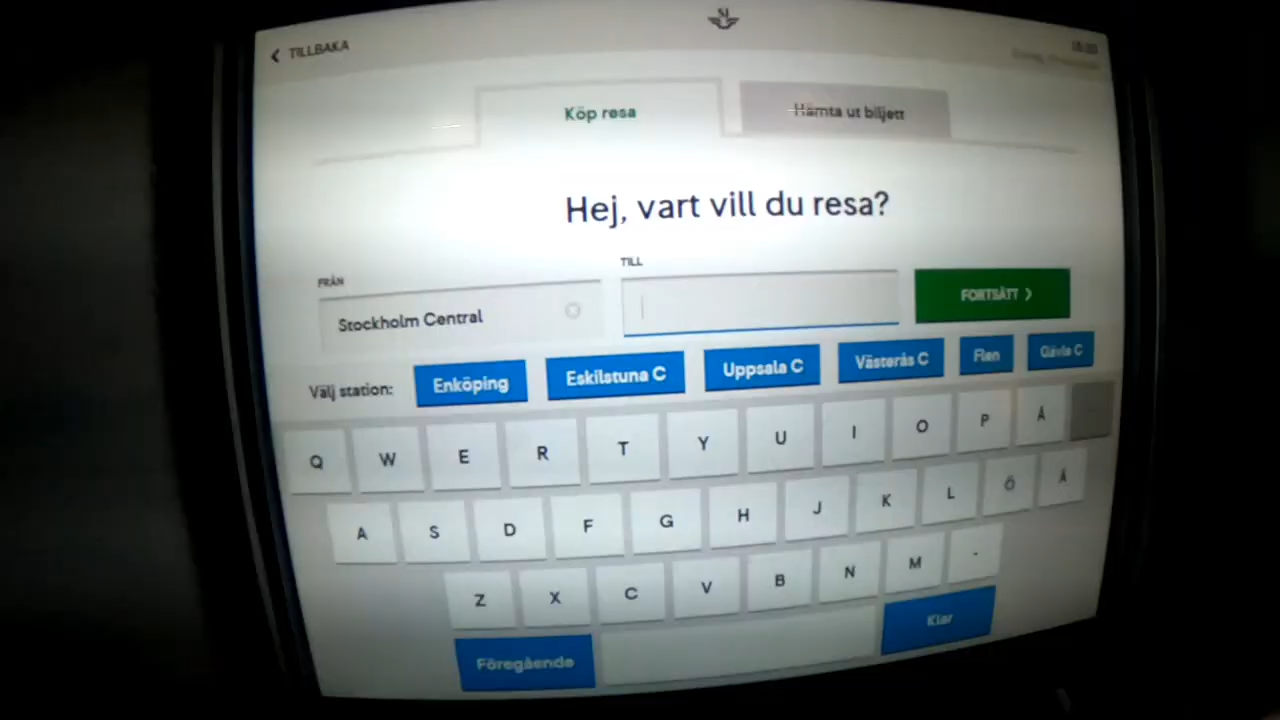 TILLBAKA
SJ
Köp resa
Hämta ut biljett
Hej, vart vill du resa?
FRÅN
TILL
Stockholm Central
FORTSÄTT
Välj station:
Enköping
Eskilstuna C
Uppsala C
Västerås C
Flen
Gävle C
Q W E R T Y U I O P Å
A S D F G H J K L Ö Ä
Z X C V B N M -
Föregående
Klar